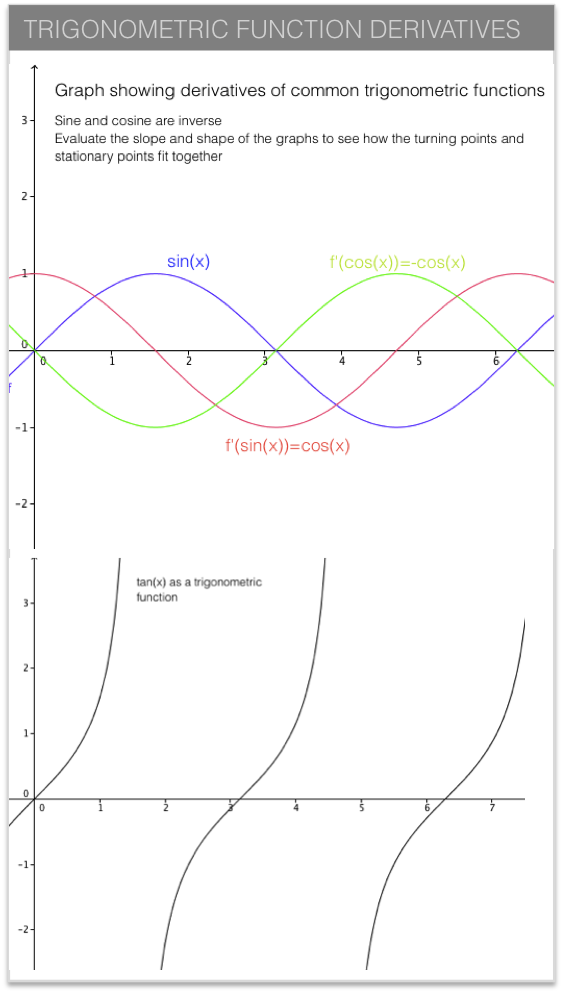 TRIGONOMETRIC FUNCTION DERIVATIVES
Graph showing derivatives of common trigonometric functions
Sine and cosine are inverse
Evaluate the slope and shape of the graphs to see how the turning points and
stationary points fit together
3
2
sin(x)
f'(cos(x))=-cos(x)
1
0
0 1 2 3 4 5 6
f
-1
f'(sin(x))=cos(x)
-2
tan(x) as a trigonometric
function
3
2
1
0
0 1 2 3 4 5 6 7
-1
-2